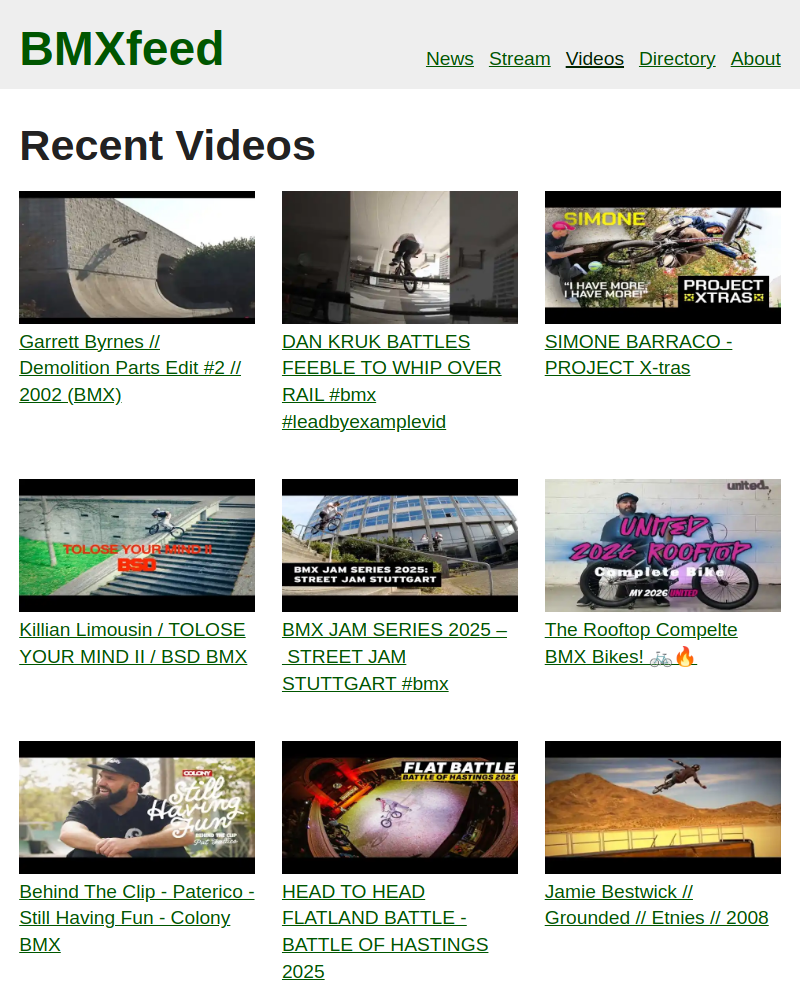 BMXfeed
News Stream Videos Directory About
Recent Videos
SIMONE
"I HAVE MORE,
I HAVE MORE!"
PROJECT
XTRAS
Garrett Byrnes //
Demolition Parts Edit #2 //
2002 (BMX)
DAN KRUK BATTLES
FEEBLE TO WHIP OVER
RAIL #bmx
#leadbyexamplevid
SIMONE BARRACO -
PROJECT X-tras
TOLOSE YOUR MIND II
BSD
BMX JAM SERIES 2025:
STREET JAM STUTTGART
united.
UNITED
2026 ROOFTOP
Complete Bike
MY 2026 UNITED
Killian Limousin / TOLOSE
YOUR MIND II / BSD BMX
BMX JAM SERIES 2025 –
STREET JAM
STUTTGART #bmx
The Rooftop Compelte
BMX Bikes! 🚲🔥
COLONY
Still
Having
Fun
BEHIND THE CLIP
FLAT BATTLE
BATTLE OF HASTINGS 2025
Behind The Clip - Paterico -
Still Having Fun - Colony
BMX
HEAD TO HEAD
FLATLAND BATTLE -
BATTLE OF HASTINGS
2025
Jamie Bestwick //
Grounded // Etnies // 2008